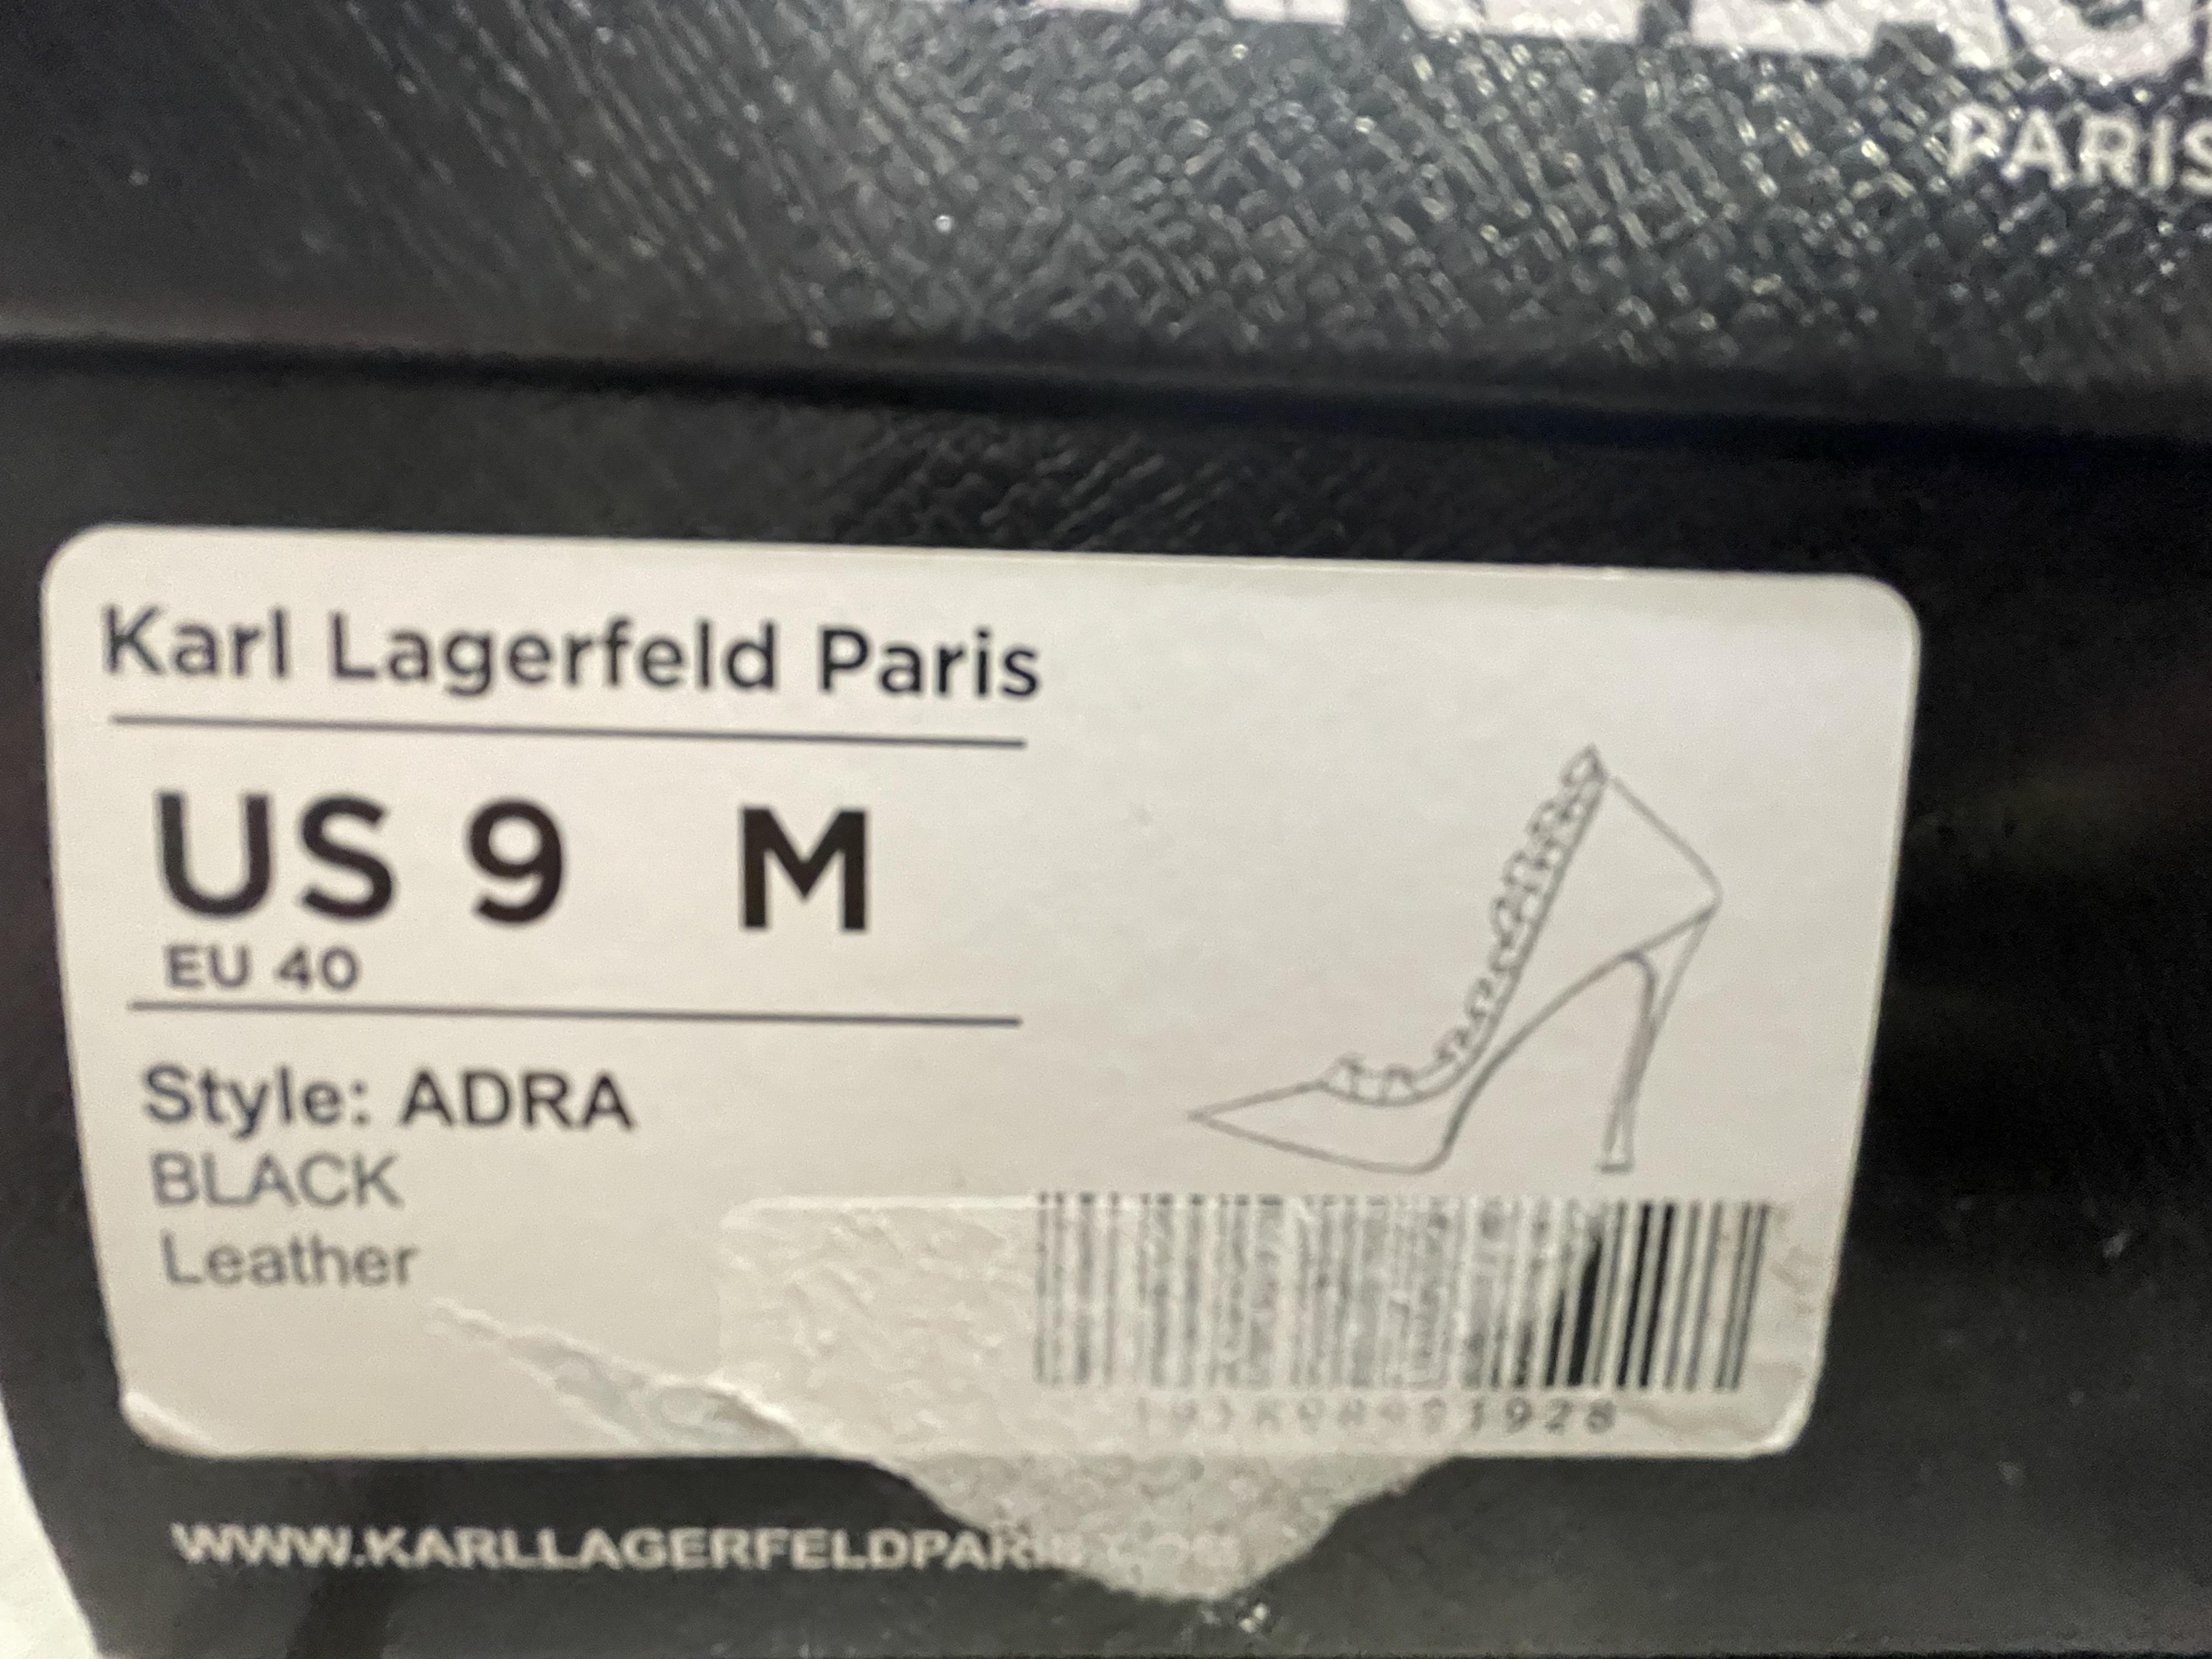 PARIS
Karl Lagerfeld Paris
US 9 M
EU 40
Style: ADRA
BLACK
Leather